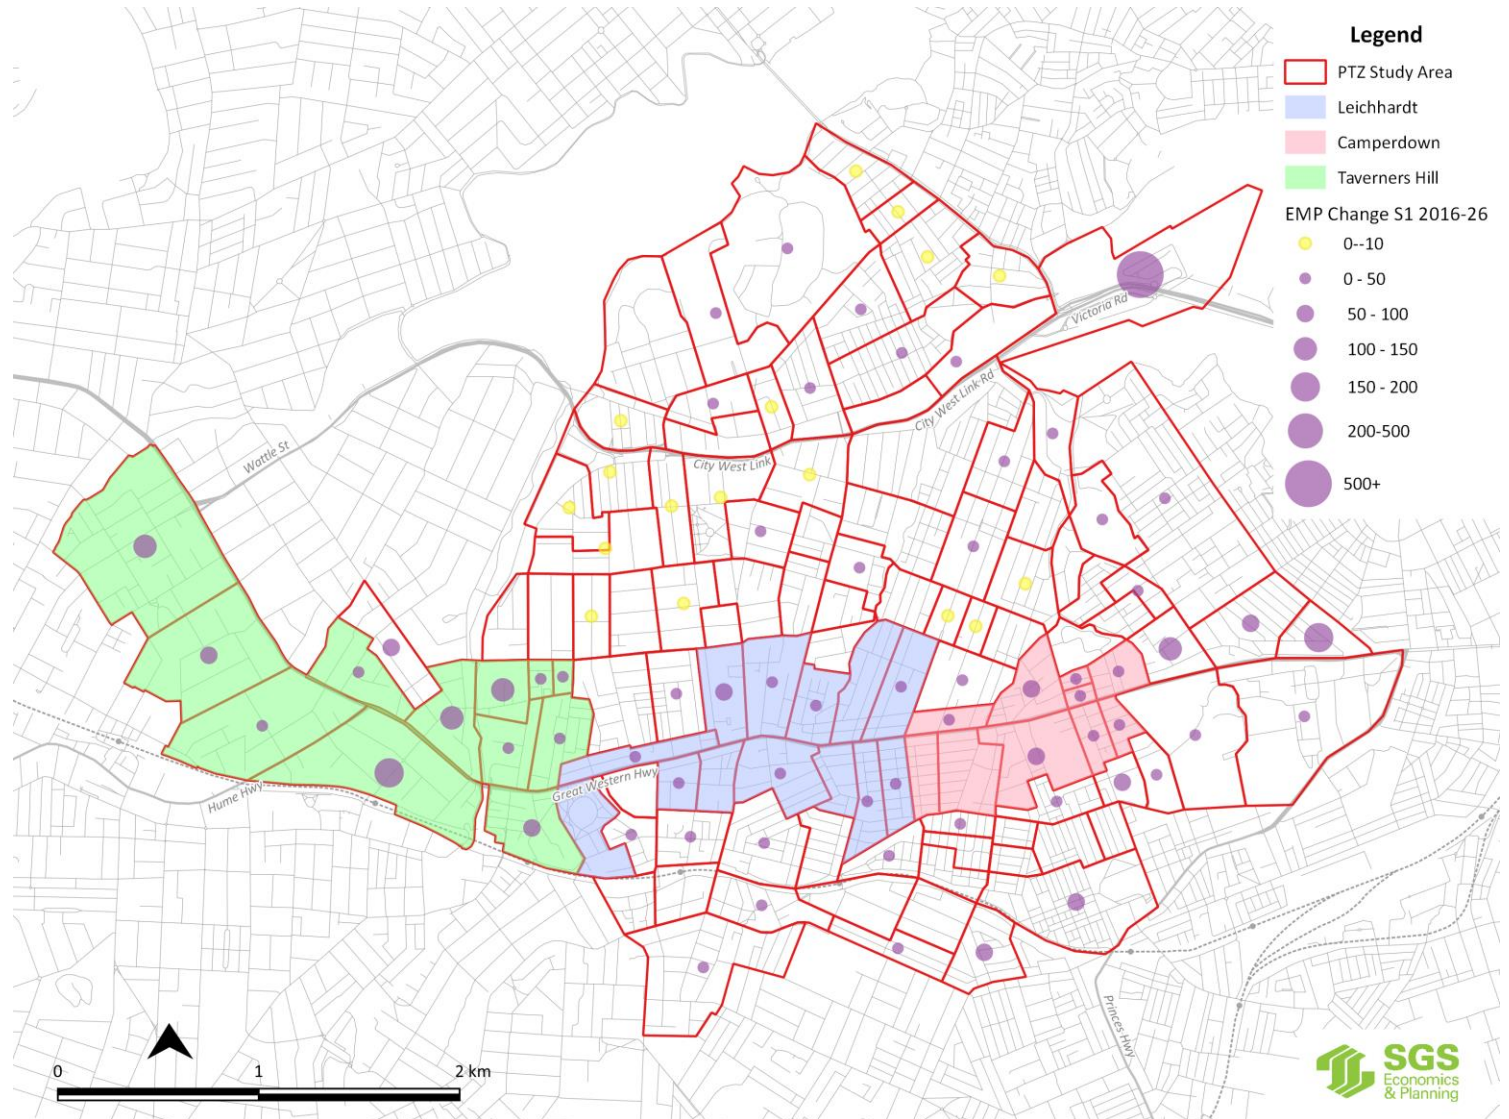 Legend
PTZ Study Area
Leichhardt
Camperdown
Taverners Hill
EMP Change S1 2016-26
0--10
0 - 50
50 - 100
100 - 150
150 - 200
200-500
500+
Victoria Rd
City West Link Rd
Wattle St
City West Link
Great Western Hwy
Hume Hwy
Princes Hwy
0 1 2 km
SGS
Economics
& Planning